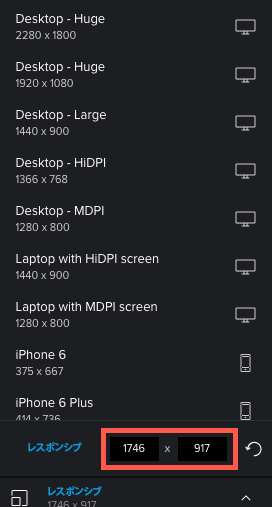 Desktop - Huge
2280 x 1800
Desktop - Huge
1920 x 1080
Desktop - Large
1440 x 900
Desktop - HiDPI
1366 x 768
Desktop - MDPI
1280 x 800
Laptop with HiDPI screen
1440 x 900
Laptop with MDPI screen
1280 x 800
iPhone 6
375 x 667
iPhone 6 Plus
414 x 736
レスポンシブ 1746 x 917
レスポンシブ
1746 x 917